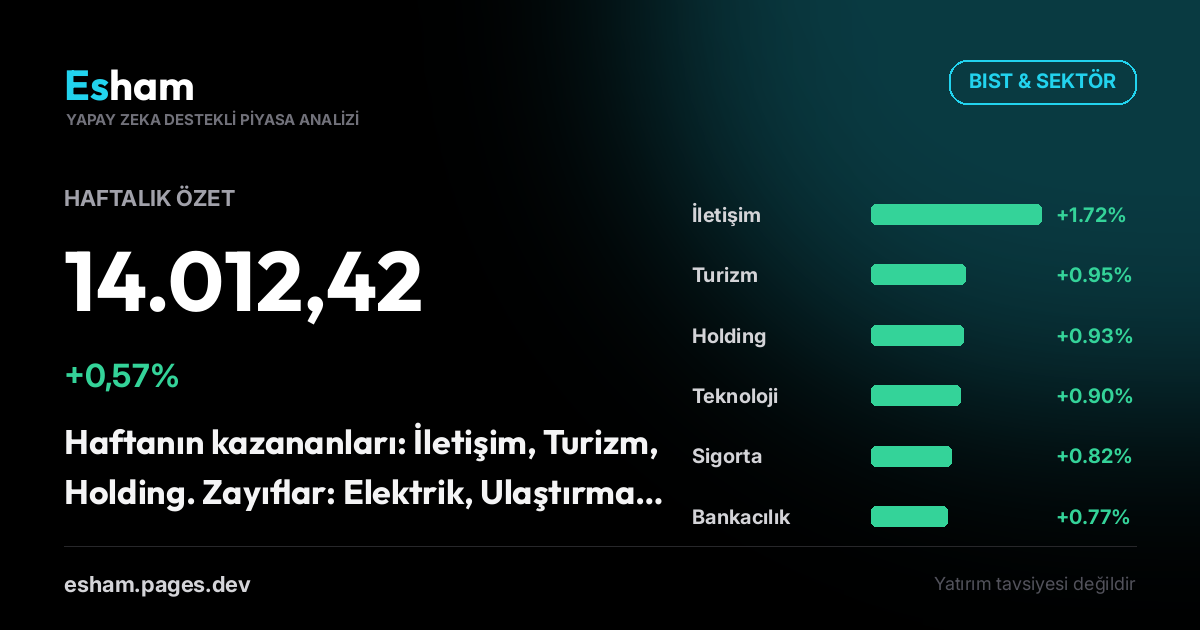 Esham
YAPAY ZEKA DESTEKLİ PİYASA ANALİZİ
BIST & SEKTÖR
HAFTALIK ÖZET
14.012,42
+0,57%
Haftanın kazananları: İletişim, Turizm,
Holding. Zayıflar: Elektrik, Ulaştırma...
İletişim +1.72%
Turizm +0.95%
Holding +0.93%
Teknoloji +0.90%
Sigorta +0.82%
Bankacılık +0.77%
esham.pages.dev
Yatırım tavsiyesi değildir